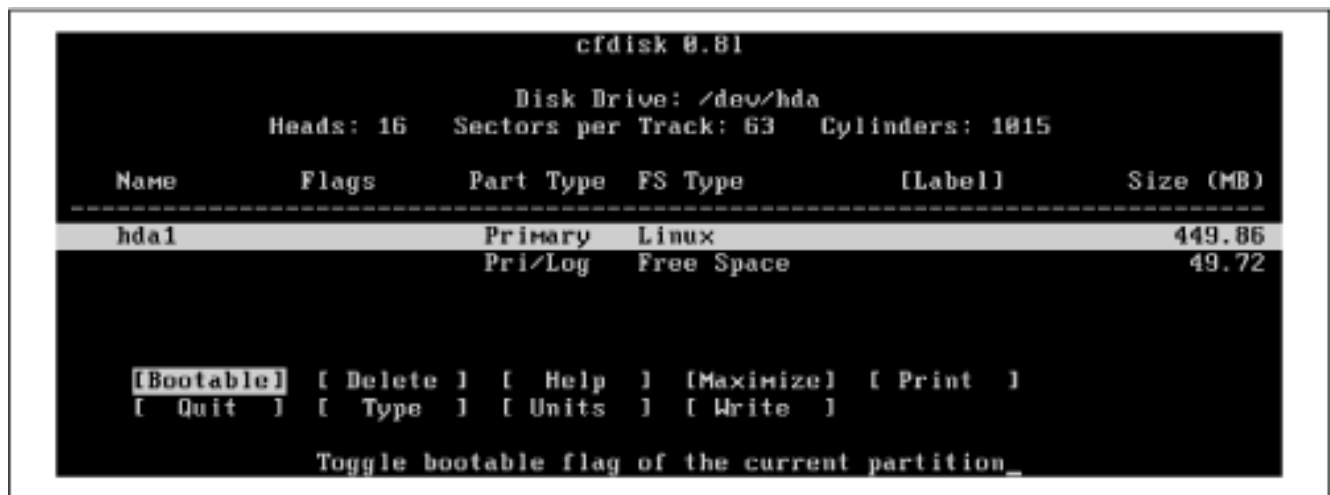 cfdisk 0.81
Disk Drive: /dev/hda
Heads: 16 Sectors per Track: 63 Cylinders: 1015
Name Flags Part Type FS Type [Label] Size (MB)
hda1 Primary Linux 449.86
Pri/Log Free Space 49.72
[Bootable] [ Delete ] [ Help ] [Maximize] [ Print ]
[ Quit ] [ Type ] [ Units ] [ Write ]
Toggle bootable flag of the current partition_